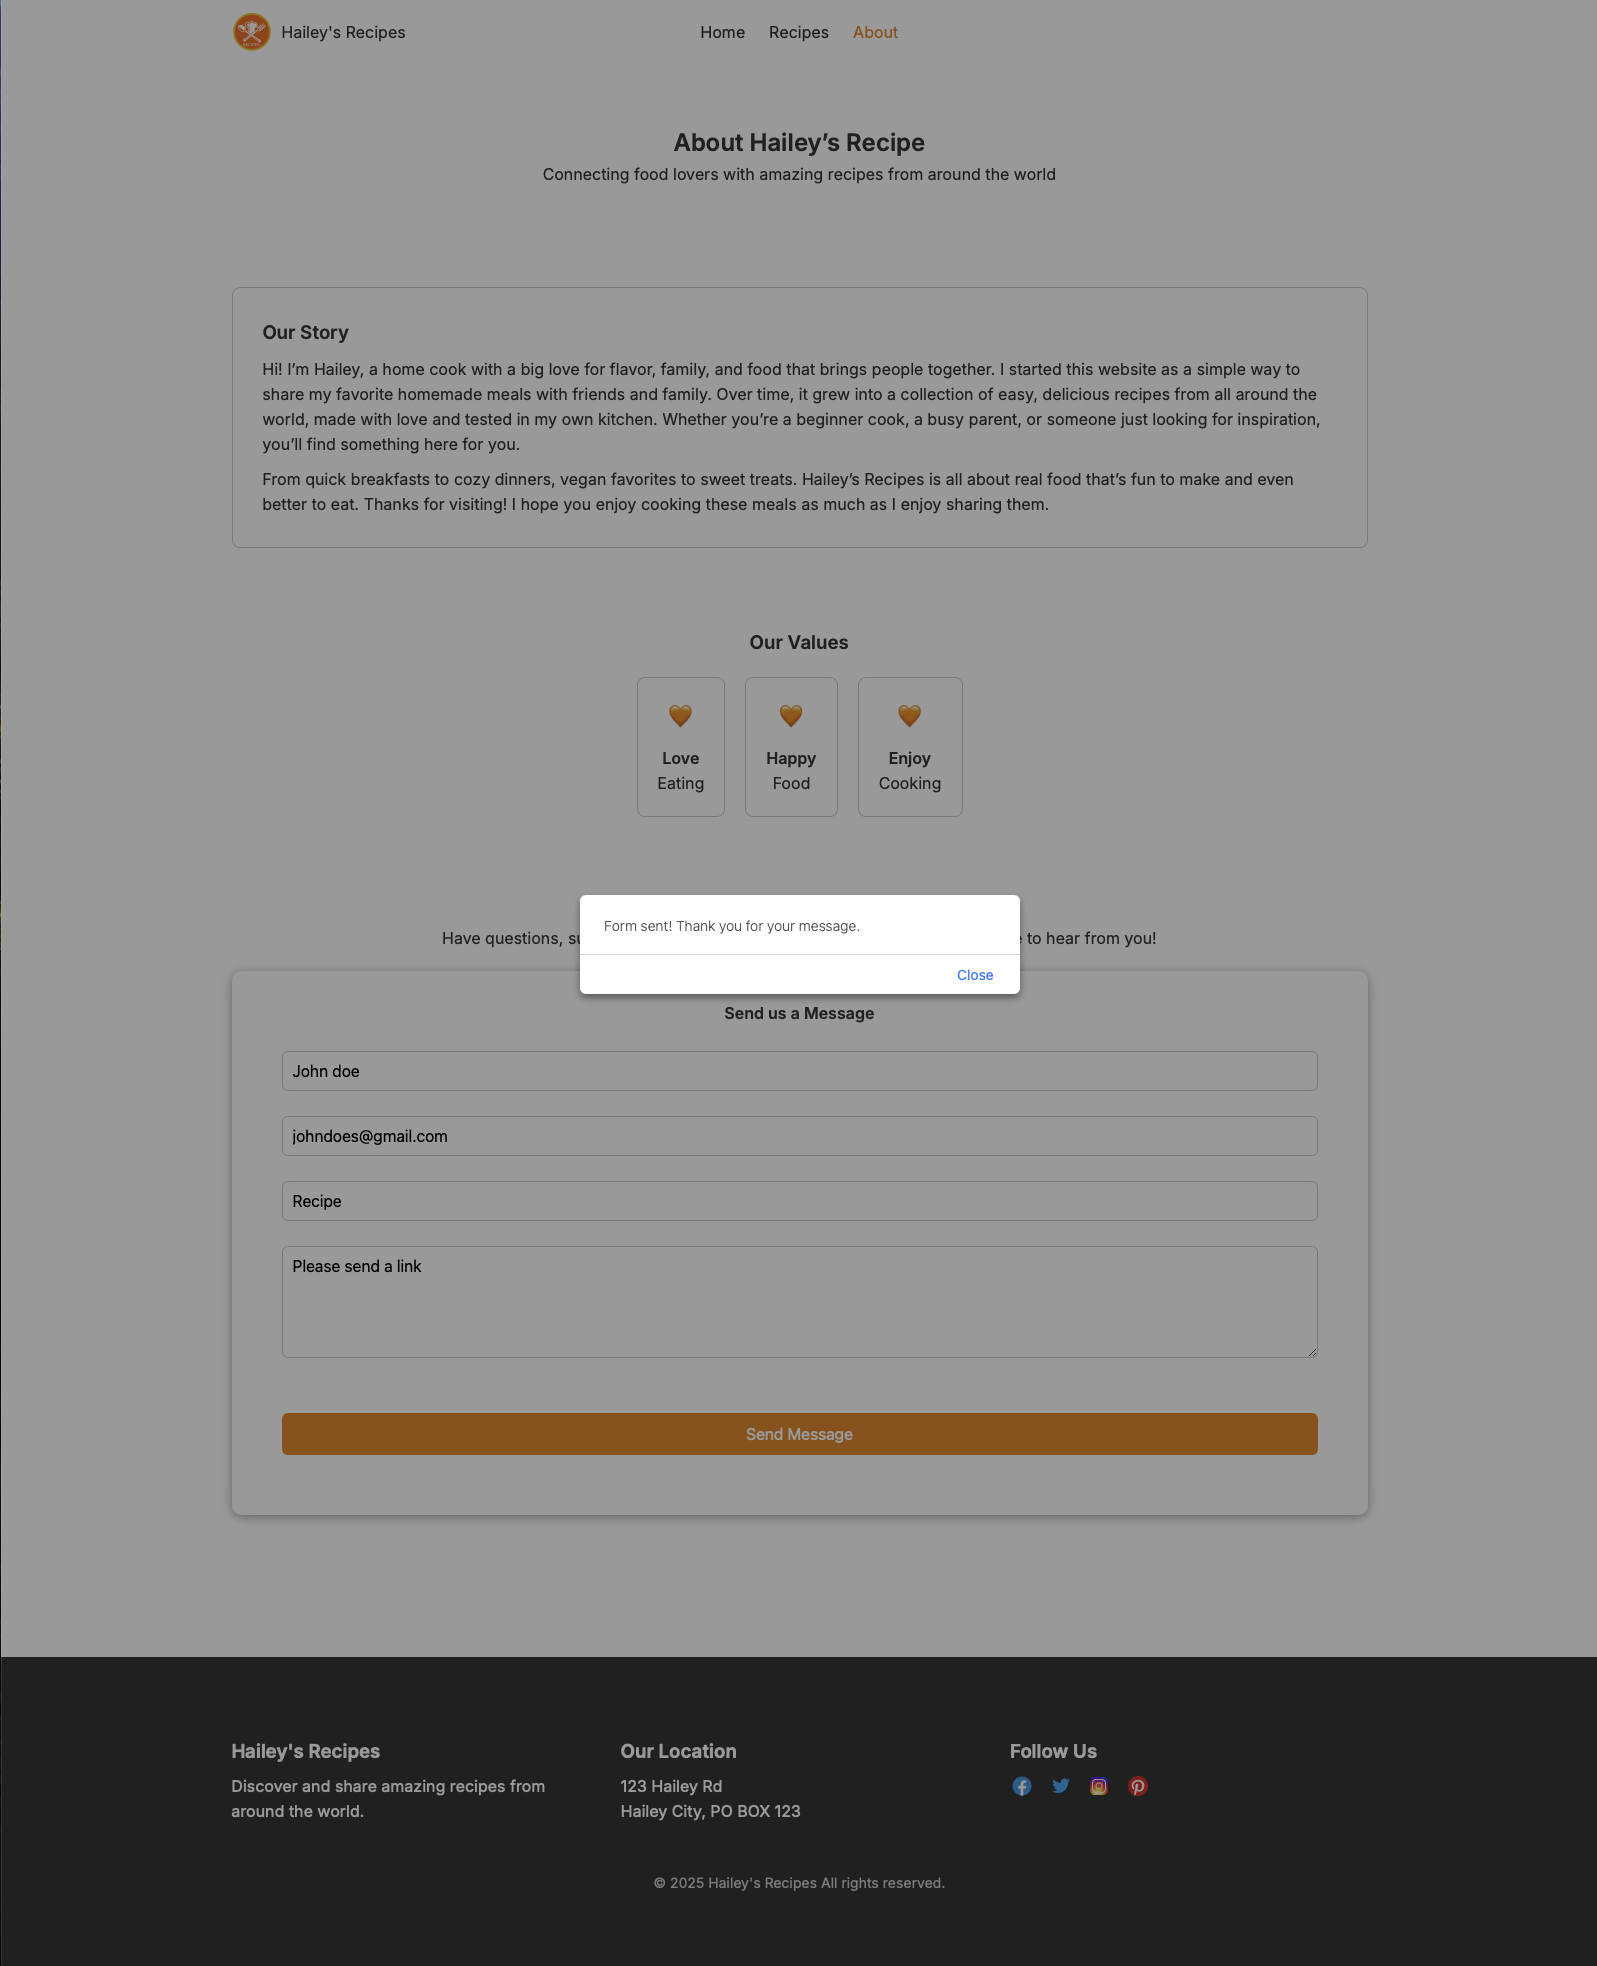 Hailey's Recipes
Home Recipes About
About Hailey’s Recipe
Connecting food lovers with amazing recipes from around the world
Our Story
Hi! I’m Hailey, a home cook with a big love for flavor, family, and food that brings people together. I started this website as a simple way to
share my favorite homemade meals with friends and family. Over time, it grew into a collection of easy, delicious recipes from all around the
world, made with love and tested in my own kitchen. Whether you’re a beginner cook, a busy parent, or someone just looking for inspiration,
you’ll find something here for you.
From quick breakfasts to cozy dinners, vegan favorites to sweet treats. Hailey’s Recipes is all about real food that’s fun to make and even
better to eat. Thanks for visiting! I hope you enjoy cooking these meals as much as I enjoy sharing them.
Our Values
Love
Eating
Happy
Food
Enjoy
Cooking
Form sent! Thank you for your message.
Close
Have questions, to hear from you!
Send us a Message
John doe
johndoes@gmail.com
Recipe
Please send a link
Send Message
Hailey's Recipes
Discover and share amazing recipes from
around the world.
Our Location
123 Hailey Rd
Hailey City, PO BOX 123
Follow Us
© 2025 Hailey's Recipes All rights reserved.